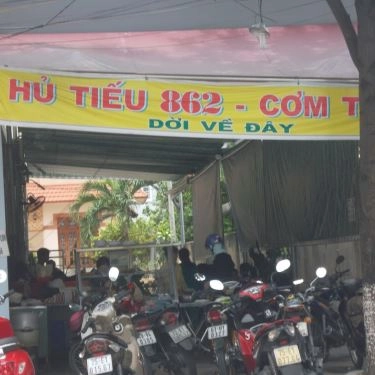 HỦ TIẾU 862 - CƠM T
DỜI VỀ ĐÂY